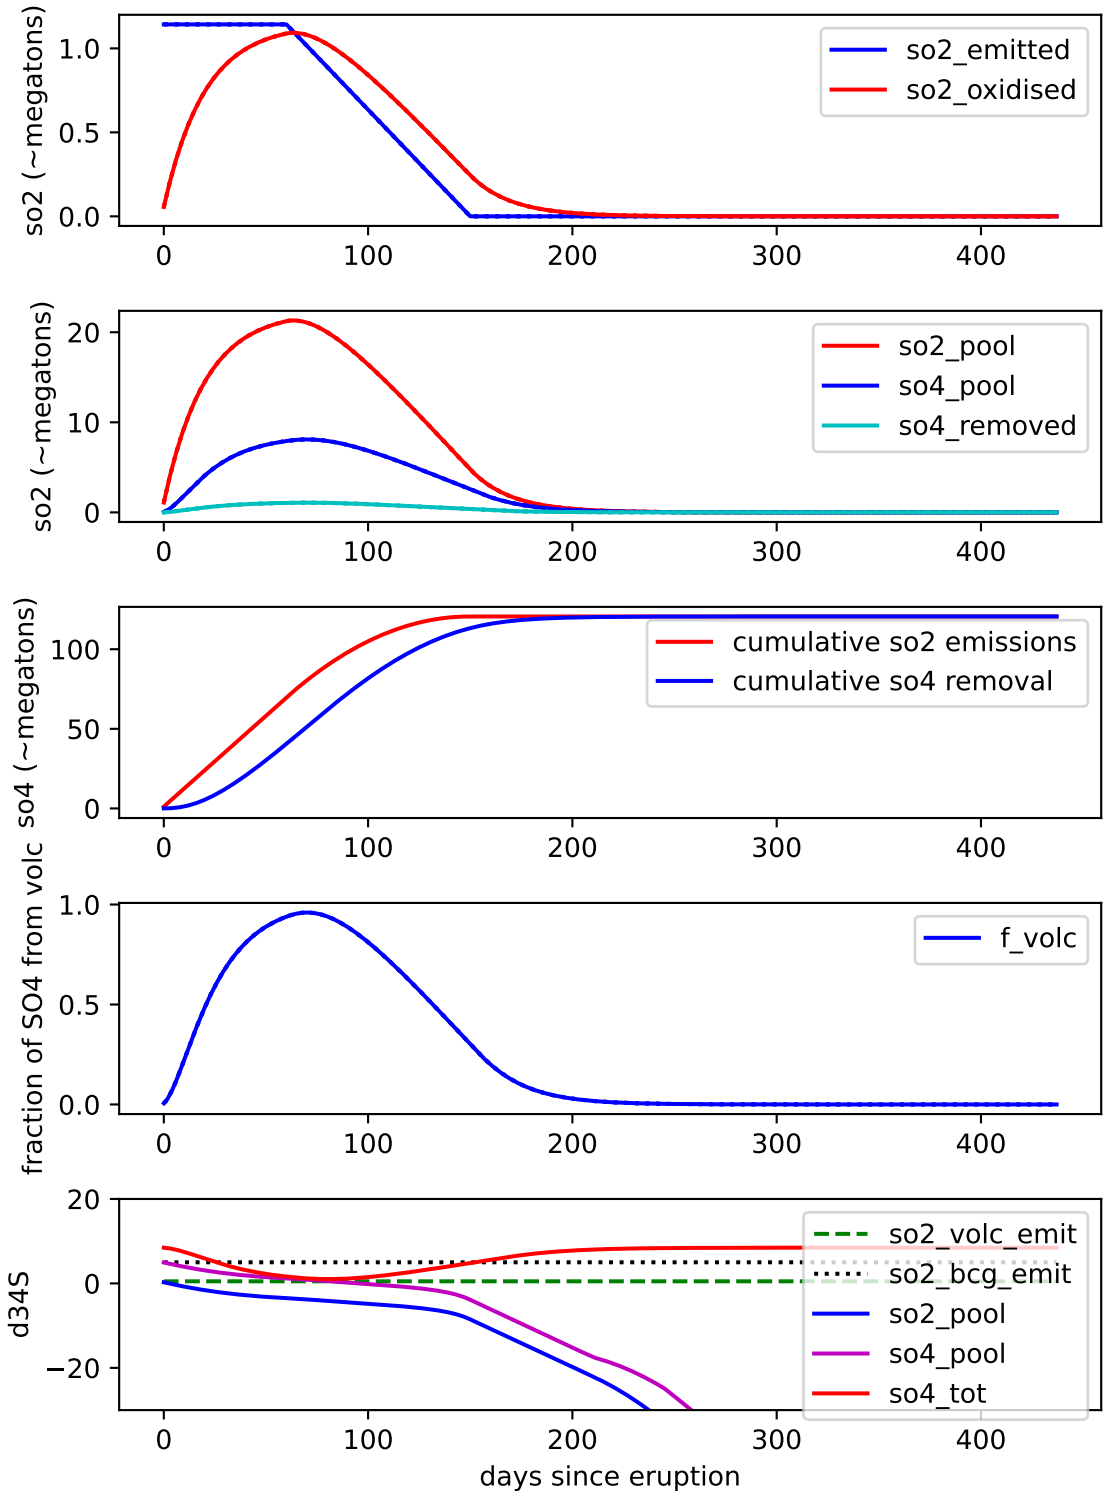 so2 (~megatons)
1.0
0.5
0.0
so2_emitted
so2_oxidised
0 100 200 300 400
so2 (~megatons)
20
10
0
so2_pool
so4_pool
so4_removed
0 100 200 300 400
so4 (~megatons)
100
50
0
cumulative so2 emissions
cumulative so4 removal
0 100 200 300 400
fraction of SO4 from volc
1.0
0.5
0.0
f_volc
0 100 200 300 400
d34S
20
0
−20
so2_volc_emit
so2_bcg_emit
so2_pool
so4_pool
so4_tot
0 100 200 300 400
days since eruption